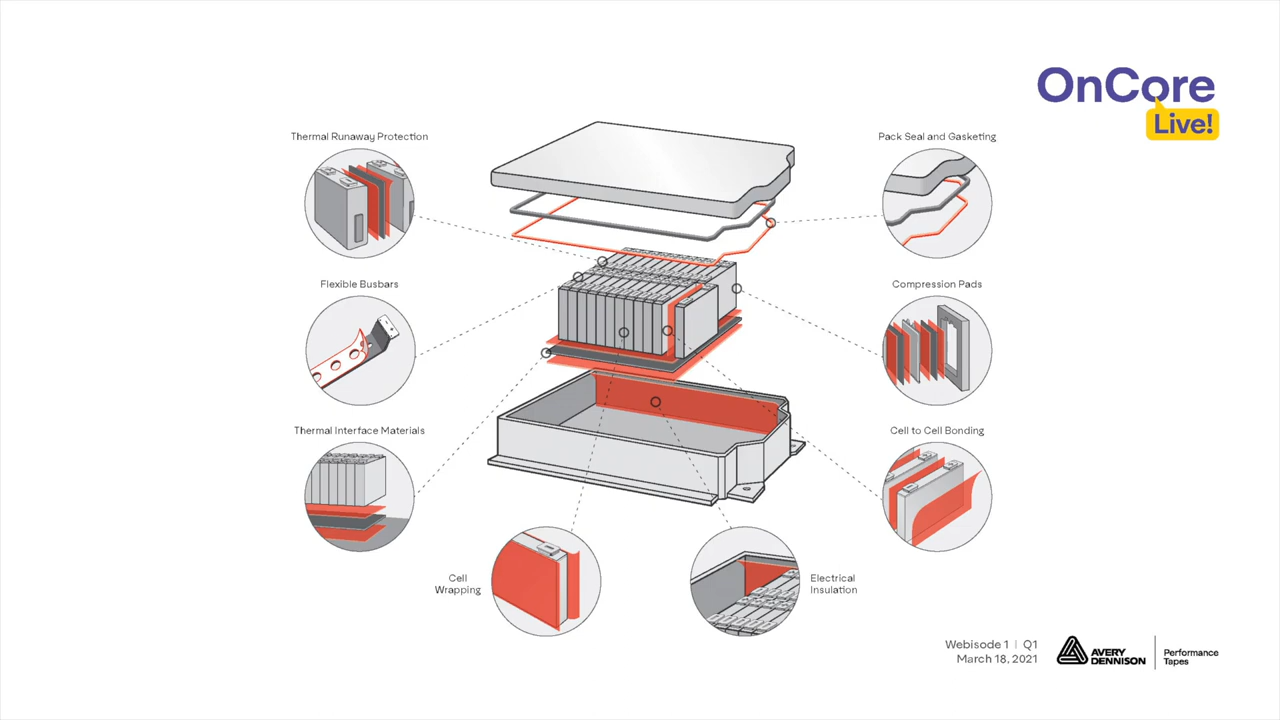 OnCore
Live!
Thermal Runaway Protection
Pack Seal and Gasketing
Flexible Busbars
Compression Pads
Thermal Interface Materials
Cell to Cell Bonding
Cell
Wrapping
Electrical
Insulation
Webisode 1 | Q1
March 18, 2021
AVERY
DENNISON
Performance
Tapes